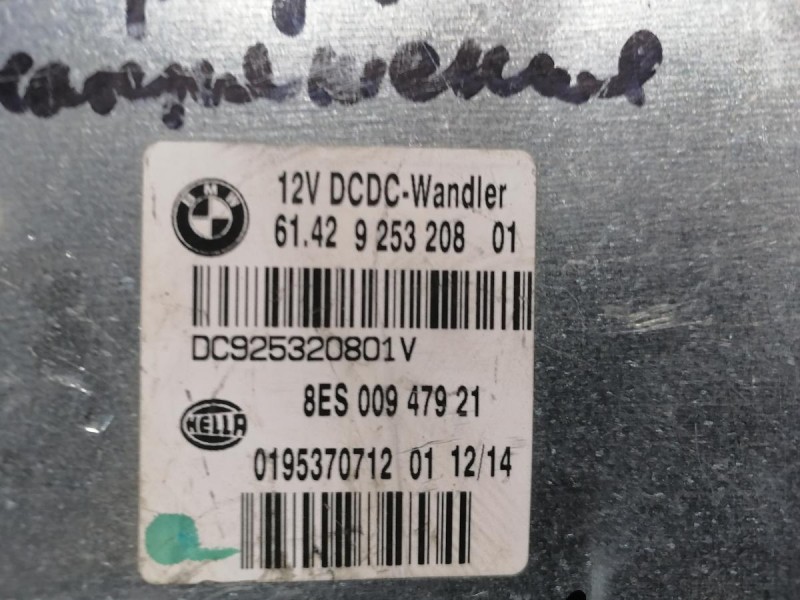 BMW
12V DCDC-Wandler
61.42 9 253 208 01
DC925320801V
HELLA
8ES 009 479 21
0195370712 01 12/14